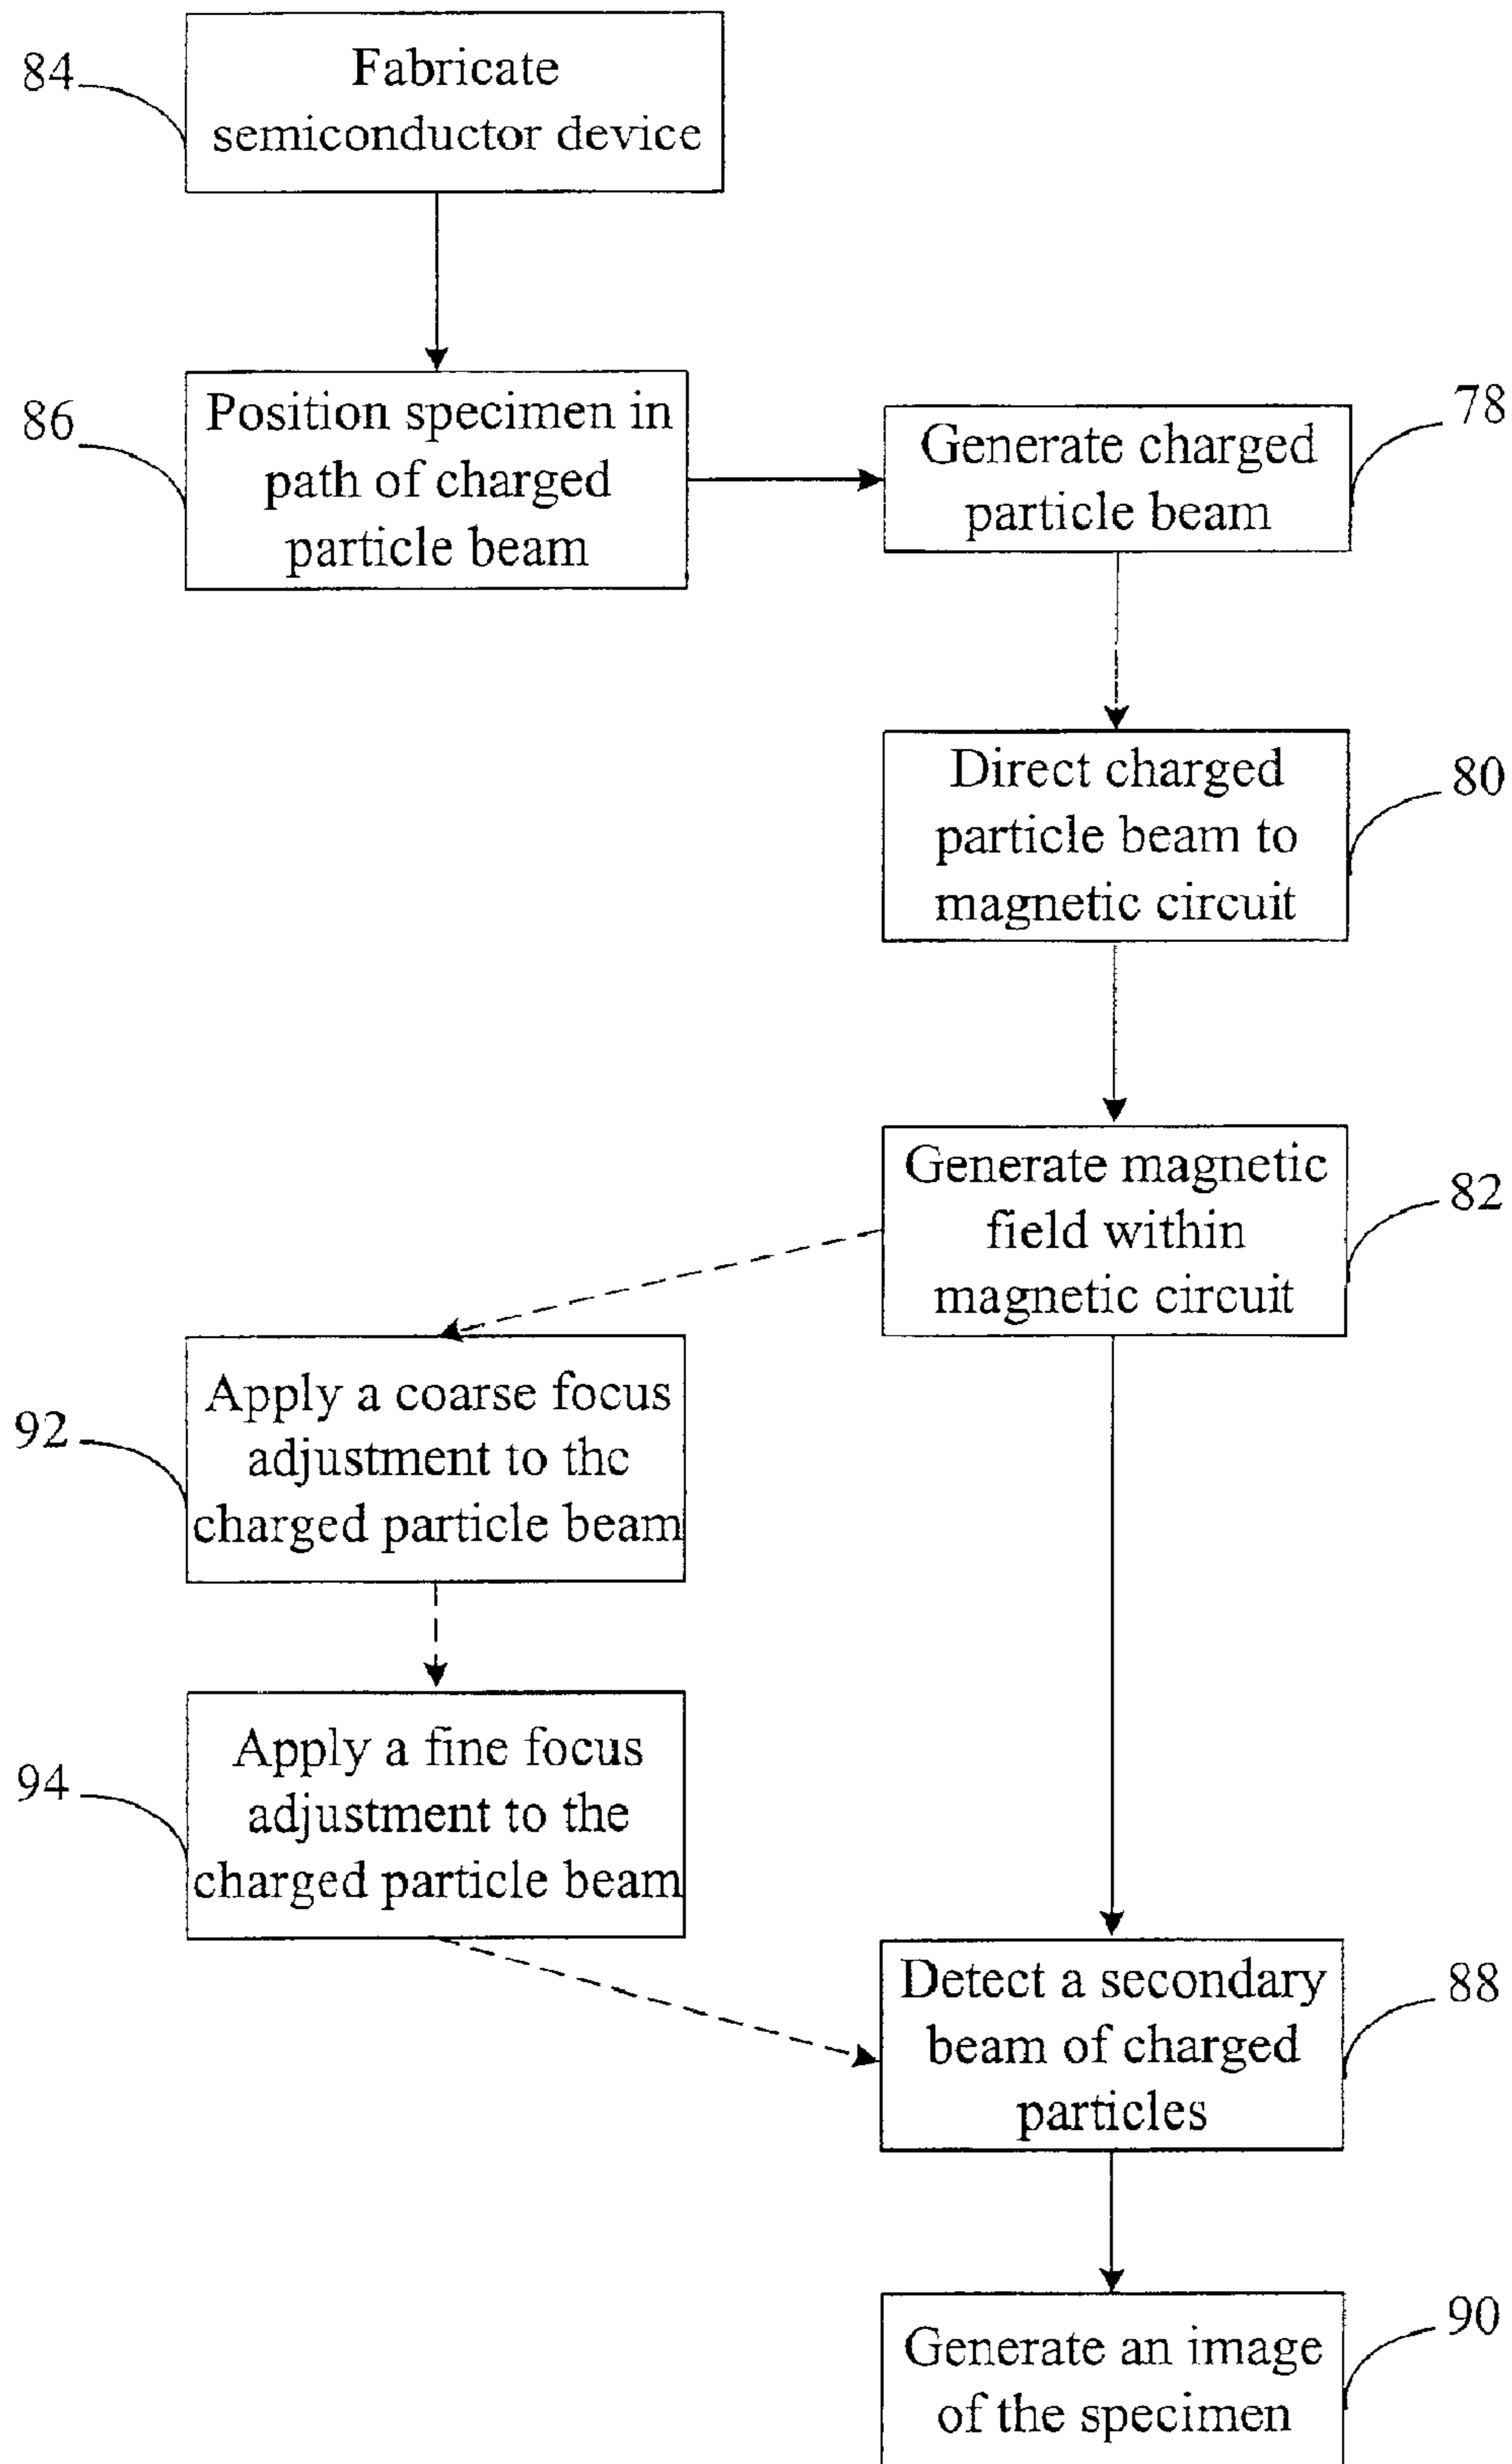 84
Fabricate
semiconductor device
86
Position specimen in
path of charged
particle beam
78
Generate charged
particle beam
80
Direct charged
particle beam to
magnetic circuit
82
Generate magnetic
field within
magnetic circuit
92
Apply a coarse focus
adjustment to the
charged particle beam
94
Apply a fine focus
adjustment to the
charged particle beam
88
Detect a secondary
beam of charged
particles
90
Generate an image
of the specimen